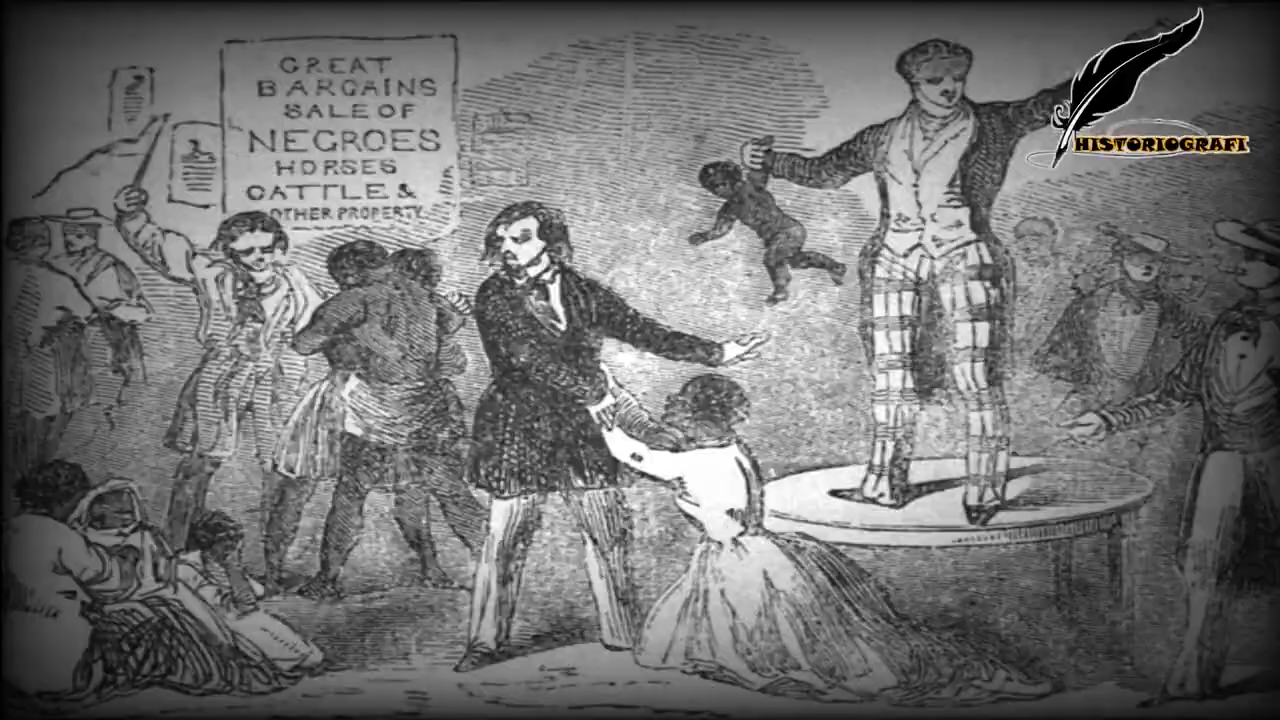 GREAT
BARGAINS
SALE OF
NEGROES
HORSES
CATTLE &
OTHER PROPERTY
HISTORIOGRAFI